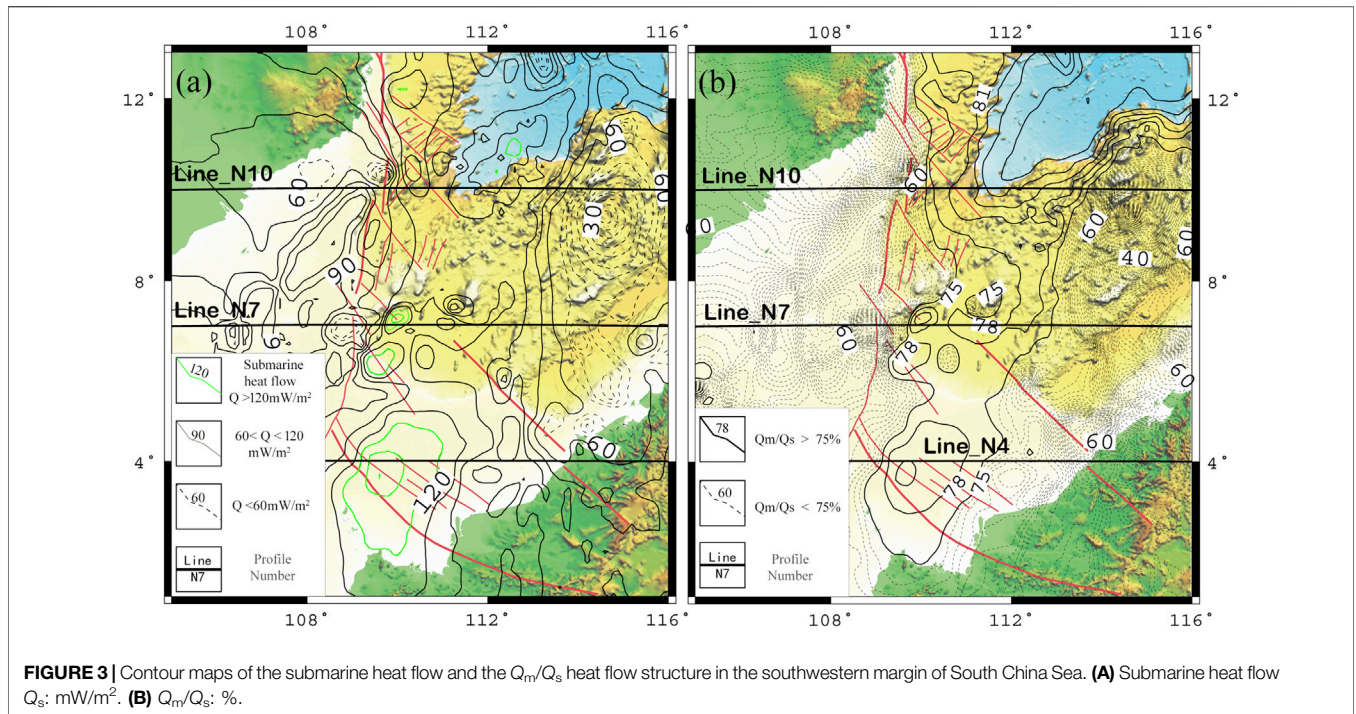 108° 112° 116°
108° 112° 116°
(a)
(b)
12°
12°
81
60
60
Line_N10
60
60
30
60
Line_N10
60
60
60
40
60
8°
8°
90
75
75
Line_N7
Line_N7
78
60
78
60
120
Submarine
heat flow
Q >120mW/m²
90
60< Q < 120
mW/m²
60
Q <60mW/m²
Line
N7
Profile
Number
60
120
4°
4°
78
Qm/Qs > 75%
60
Qm/Qs < 75%
Line
N7
Profile
Number
Line_N4
60
60
78
75
108° 112° 116°
108° 112° 116°
FIGURE 3 | Contour maps of the submarine heat flow and the Qm/Qs heat flow structure in the southwestern margin of South China Sea. (A) Submarine heat flow
Qs: mW/m². (B) Qm/Qs: %.